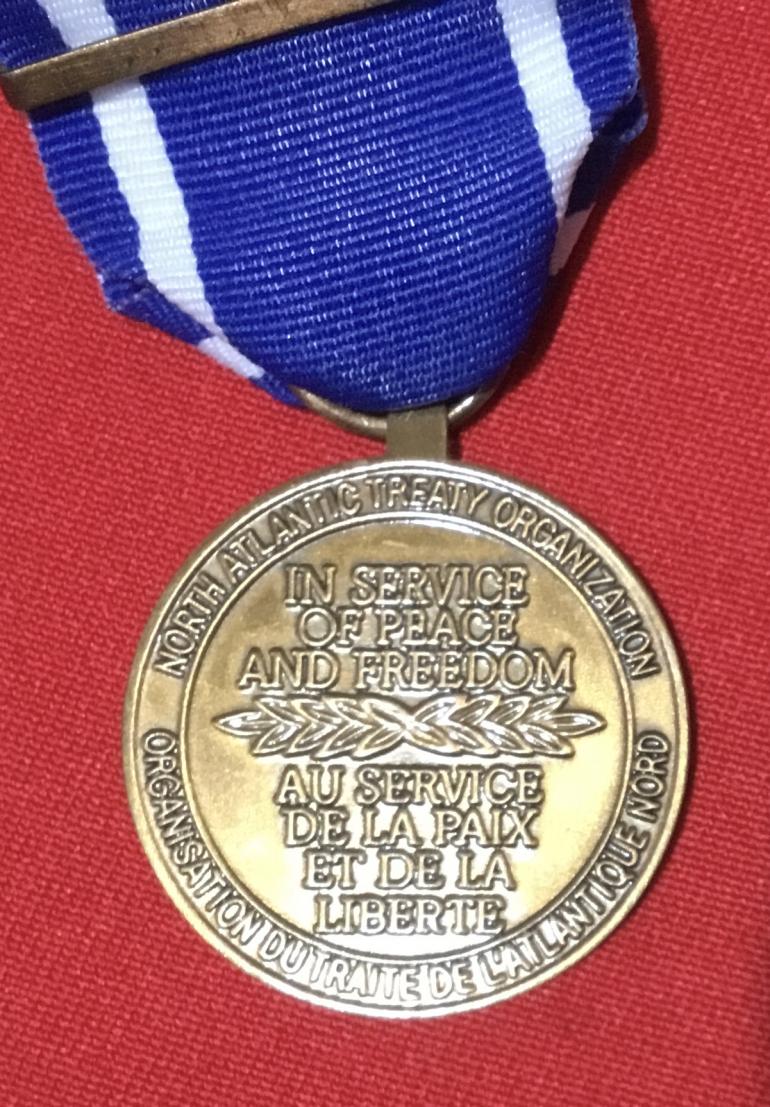 NORTH ATLANTIC TREATY ORGANIZATION
IN SERVICE
OF PEACE
AND FREEDOM
AU SERVICE
DE LA PAIX
ET DE LA
LIBERTE
ORGANISATION DU TRAITE DE L'ATLANTIQUE NORD